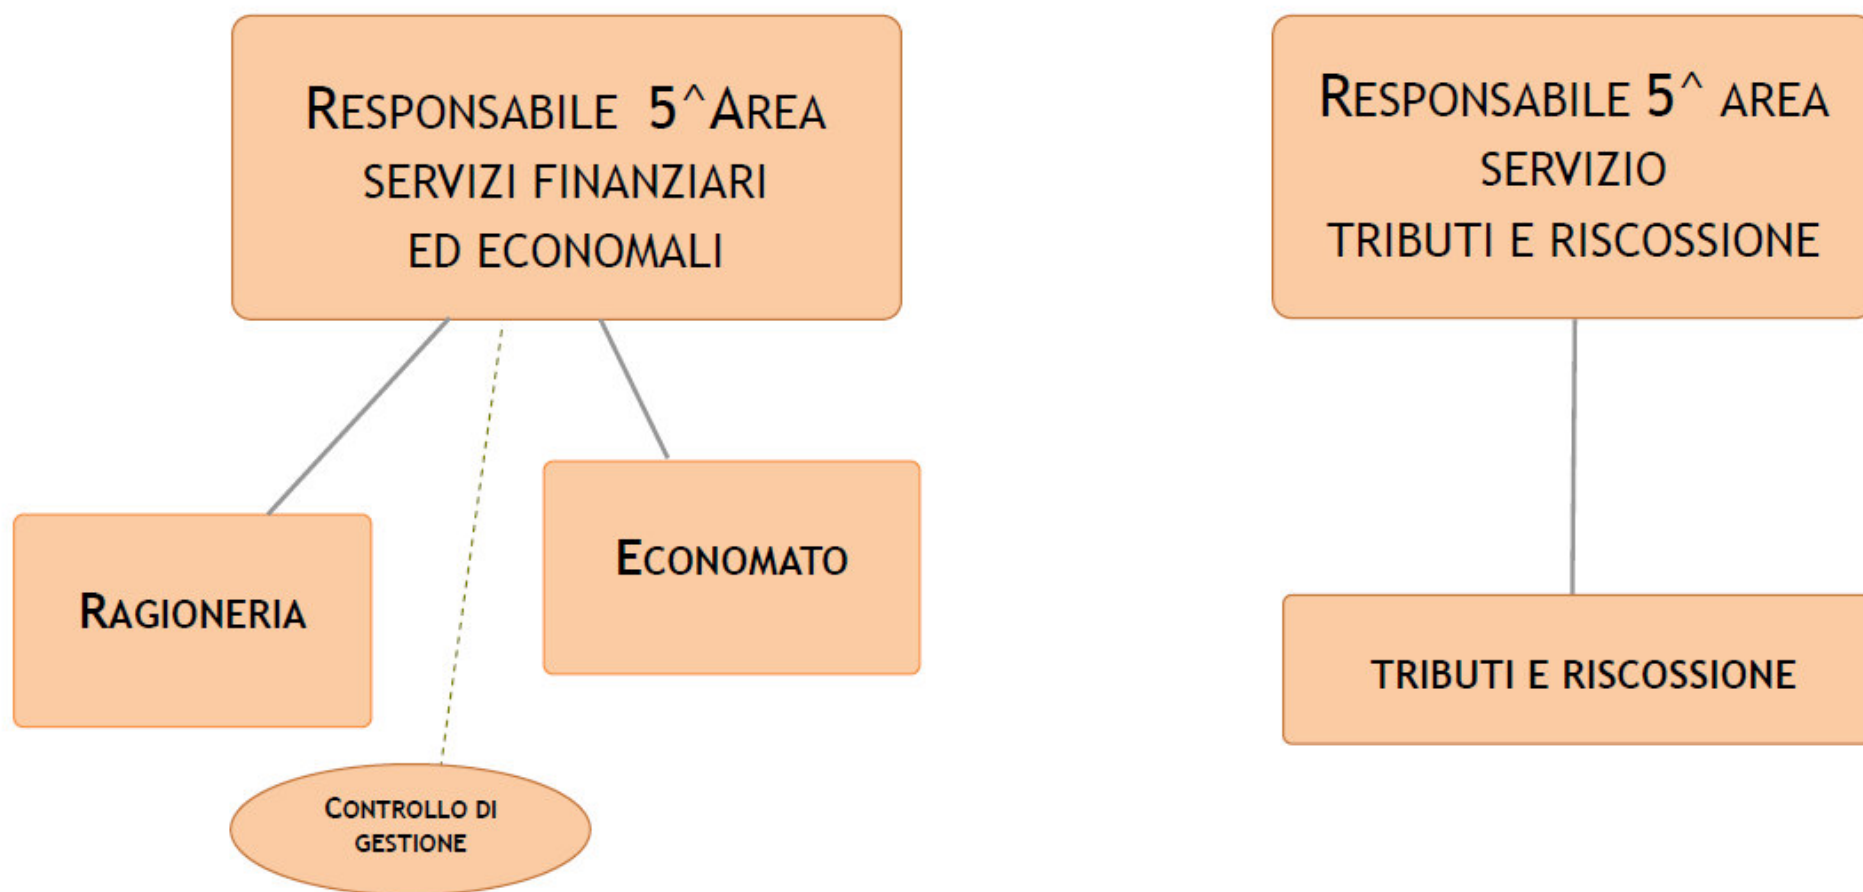 RESPONSABILE 5^AREA
SERVIZI FINANZIARI
ED ECONOMALI
RESPONSABILE 5^ AREA
SERVIZIO
TRIBUTI E RISCOSSIONE
RAGIONERIA
ECONOMATO
TRIBUTI E RISCOSSIONE
CONTROLLO DI
GESTIONE